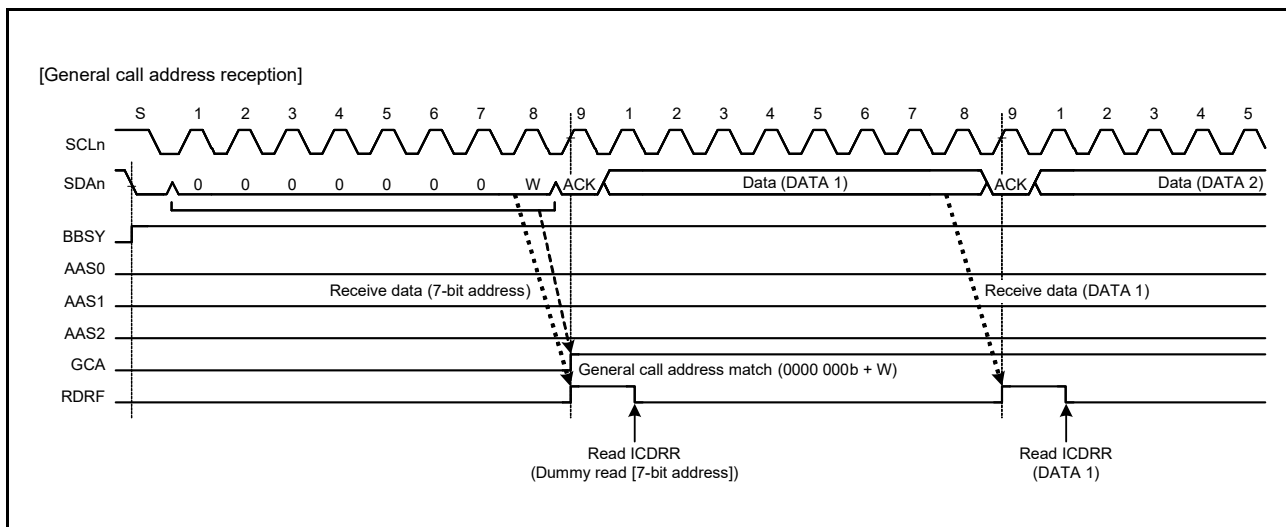 [General call address reception]
S 1 2 3 4 5 6 7 8 9 1 2 3 4 5 6 7 8 9 1 2 3 4 5
SCLn
SDAn 0 0 0 0 0 0 0 W ACK Data (DATA 1) ACK Data (DATA 2)
BBSY
AAS0
Receive data (7-bit address) Receive data (DATA 1)
AAS1
AAS2
GCA
General call address match (0000 000b + W)
RDRF
Read ICDRR Read ICDRR
(Dummy read [7-bit address]) (DATA 1)